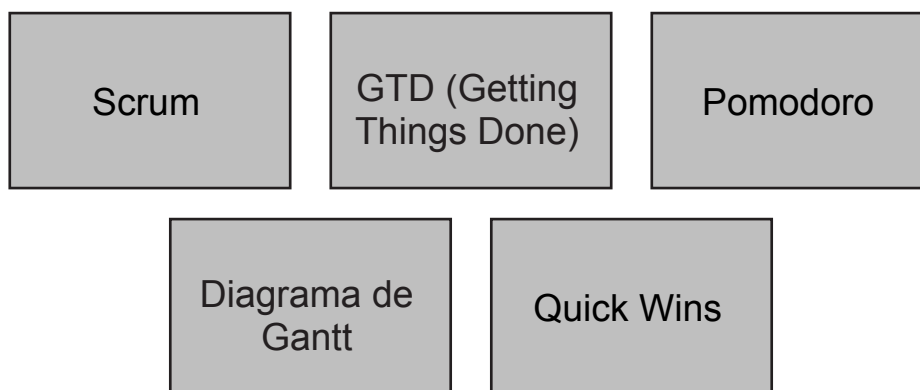 Scrum
GTD (Getting
Things Done)
Pomodoro
Diagrama de
Gantt
Quick Wins